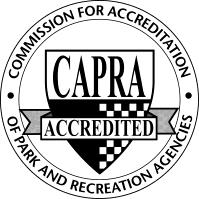 COMMISSION FOR ACCREDITATION
OF PARK AND RECREATION AGENCIES
CAPRA
ACCREDITED